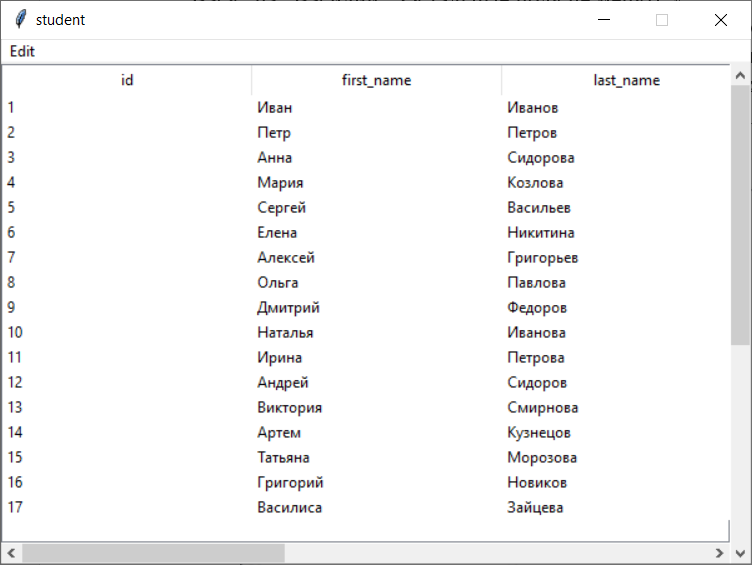 student
Edit
id first_name last_name
1 Иван Иванов
2 Петр Петров
3 Анна Сидорова
4 Мария Козлова
5 Сергей Васильев
6 Елена Никитина
7 Алексей Григорьев
8 Ольга Павлова
9 Дмитрий Федоров
10 Наталья Иванова
11 Ирина Петрова
12 Андрей Сидоров
13 Виктория Смирнова
14 Артем Кузнецов
15 Татьяна Морозова
16 Григорий Новиков
17 Василиса Зайцева